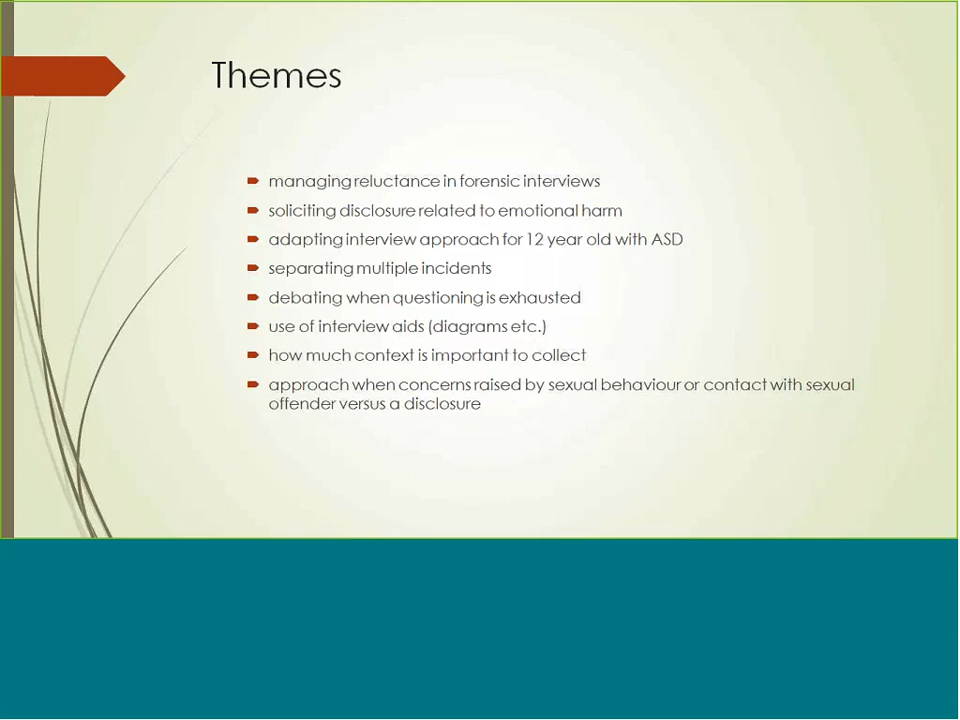 Themes
managing reluctance in forensic interviews
soliciting disclosure related to emotional harm
adapting interview approach for 12 year old with ASD
separating multiple incidents
debating when questioning is exhausted
use of interview aids (diagrams etc.)
how much context is important to collect
approach when concerns raised by sexual behaviour or contact with sexual
offender versus a disclosure